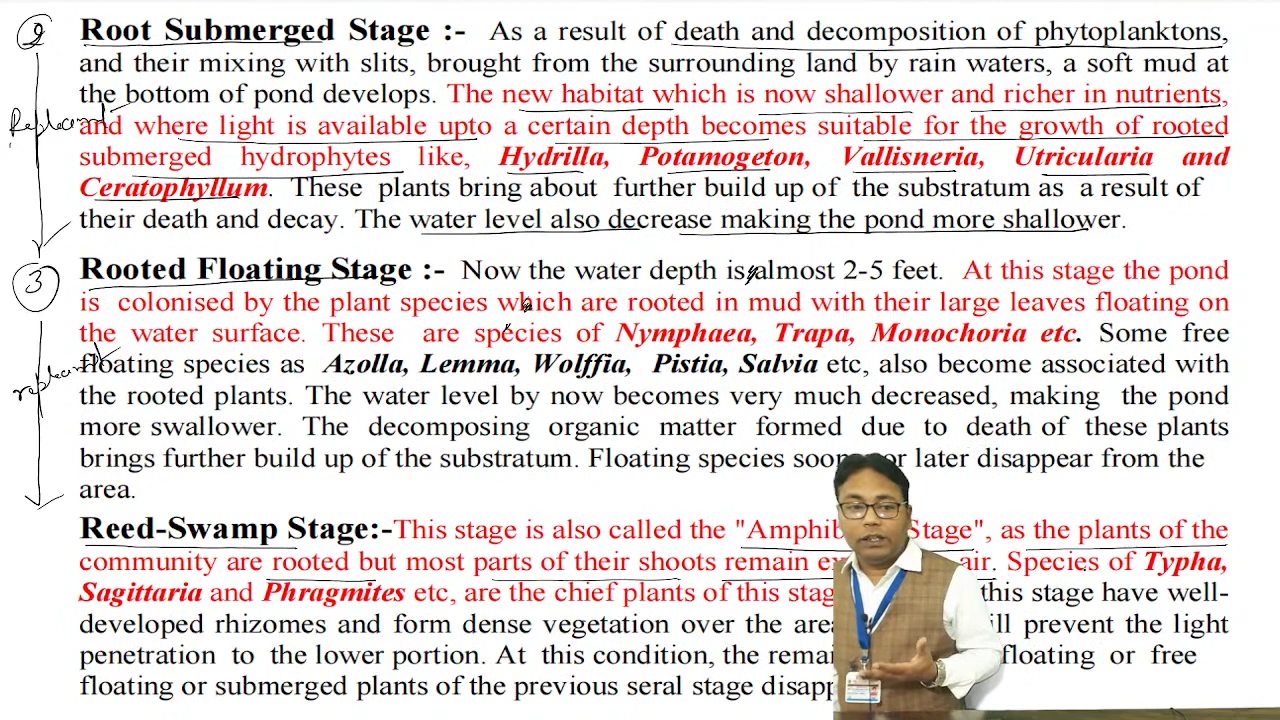 2 Root Submerged Stage :- As a result of death and decomposition of phytoplanktons,
and their mixing with slits, brought from the surrounding land by rain waters, a soft mud at
the bottom of pond develops. The new habitat which is now shallower and richer in nutrients,
and where light is available upto a certain depth becomes suitable for the growth of rooted
submerged hydrophytes like, Hydrilla, Potamogeton, Vallisneria, Utricularia and
Ceratophyllum. These plants bring about further build up of the substratum as a result of
their death and decay. The water level also decrease making the pond more shallower.
3 Rooted Floating Stage :- Now the water depth is almost 2-5 feet. At this stage the pond
is colonised by the plant species which are rooted in mud with their large leaves floating on
the water surface. These are species of Nymphaea, Trapa, Monochoria etc. Some free
floating species as Azolla, Lemma, Wolffia, Pistia, Salvia etc, also become associated with
the rooted plants. The water level by now becomes very much decreased, making the pond
more swallower. The decomposing organic matter formed due to death of these plants
brings further build up of the substratum. Floating species soon or later disappear from the
area.
Reed-Swamp Stage:-This stage is also called the "Amphib Stage", as the plants of the
community are rooted but most parts of their shoots remain air. Species of Typha,
Sagittaria and Phragmites etc, are the chief plants of this stag this stage have well-
developed rhizomes and form dense vegetation over the area prevent the light
penetration to the lower portion. At this condition, the floating or free
floating or submerged plants of the previous seral stage